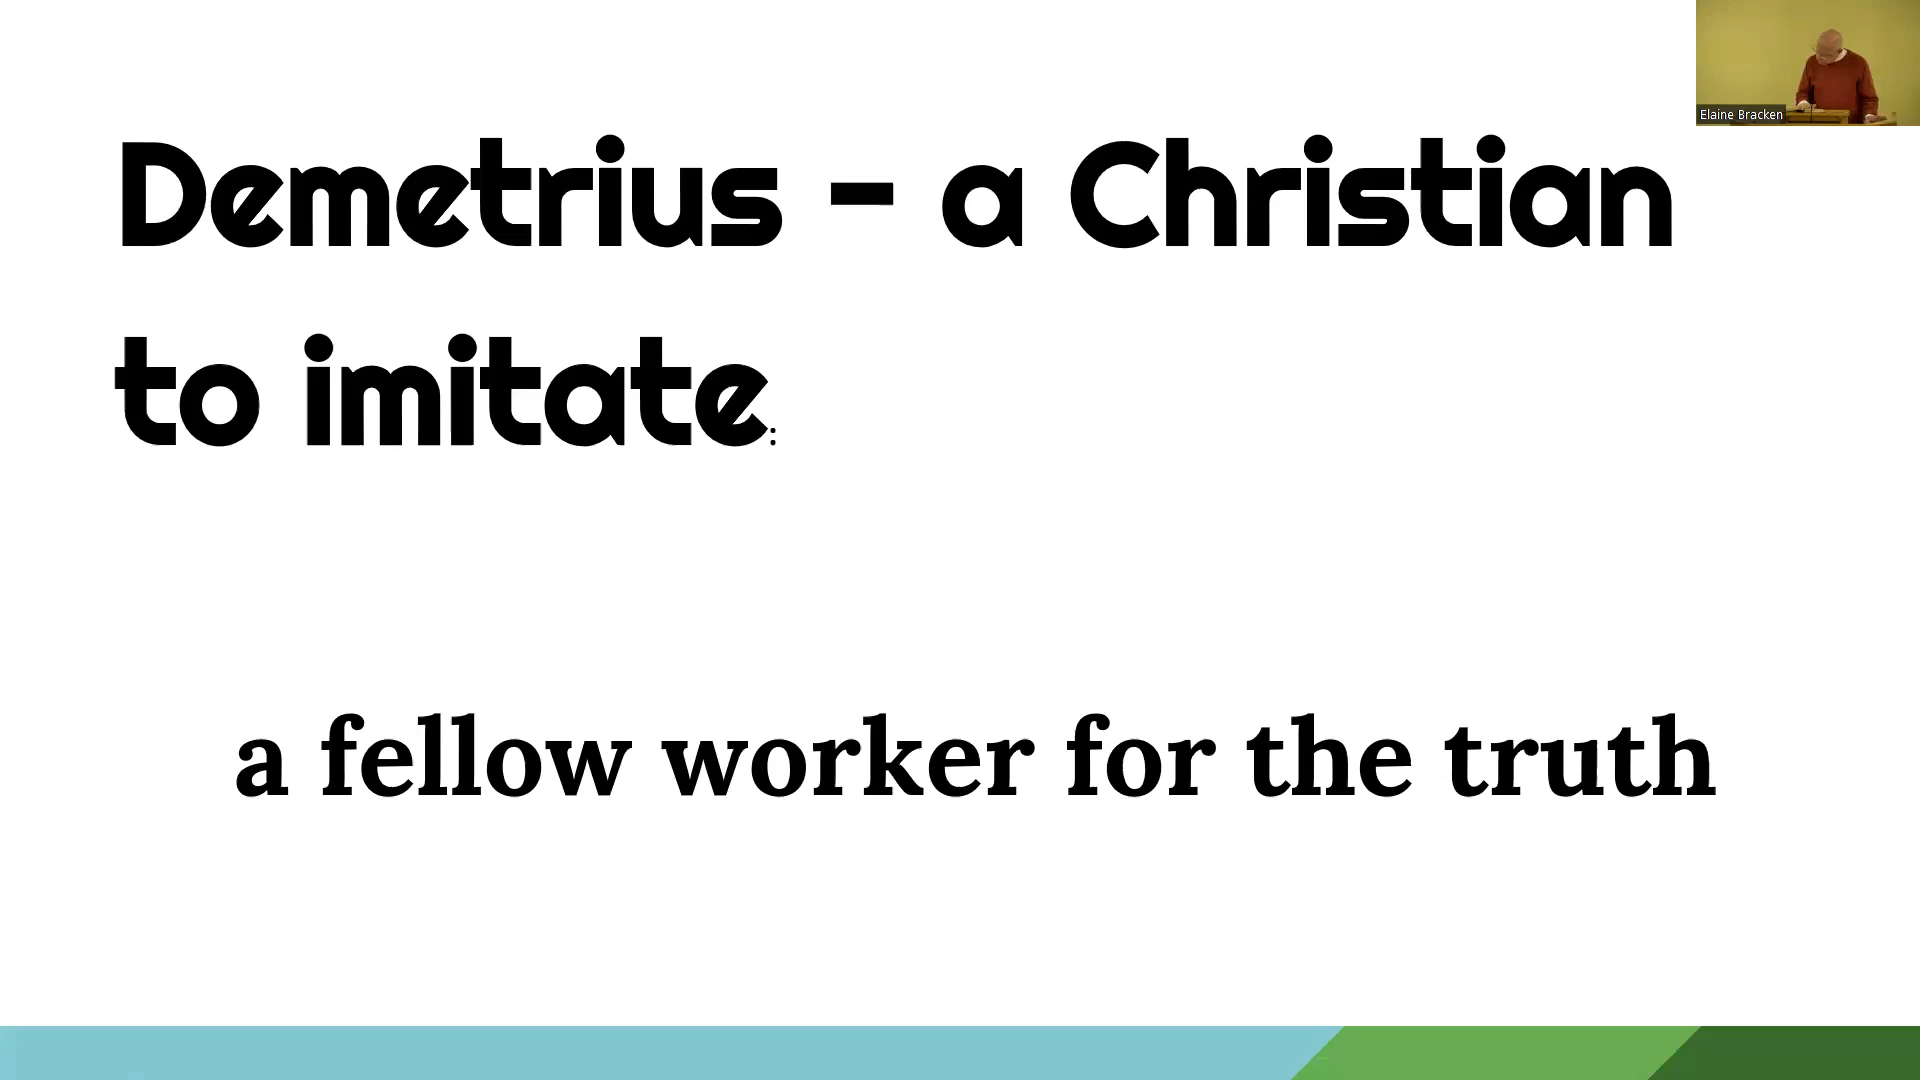 Elaine Bracken
Demetrius - a Christian
to imitate:
a fellow worker for the truth